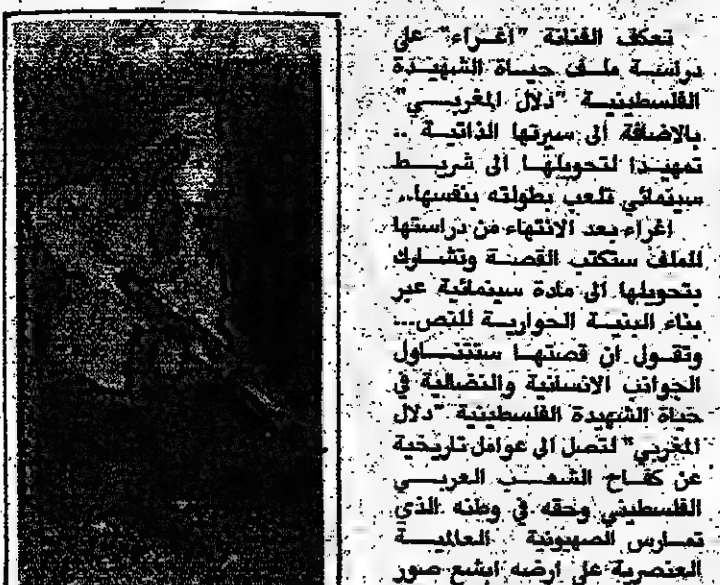 تعكف الفنانة "اغراء" على
دراسة ملف حياة الشهيدة
الفلسطينية "دلال المغربي"
بالاضافة الى سيرتها الذاتية ..
تمهيدا لتحويلها الى شريط
سينمائي تلعب بطولته بنفسها..
اغراء بعد الانتهاء من دراستها
للملف ستكتب القصة وتشارك
بتحويلها الى مادة سينمائية عبر
بناء البنية الحوارية للنص...
وتقول ان قصتها ستتناول
الجوانب الانسانية والنضالية في
حياة الشهيدة الفلسطينية "دلال
المغربي" لتصل الى عوامل تاريخية
عن كفاح الشعب العربي
الفلسطيني وحقه في وطنه الذي
تمارس الصهيونية العالمية
العنصرية على ارضه ابشع صور